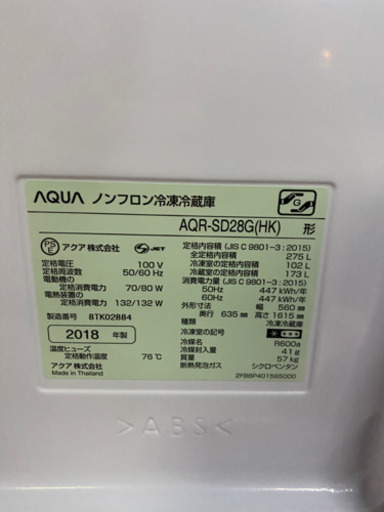 AQUA ノンフロン冷凍冷蔵庫
AQR-SD28G(HK) 形
PS E アクア株式会社 S-JET
定格電圧 100 V
定格周波数 50/60 Hz
電動機の
定格消費電力 70/80 W
電熱装置の
定格消費電力 132/132 W
製造番号 8TK02884
2018 年製
温度ヒューズ
定格動作温度 76℃
アクア株式会社
Made in Thailand
G
定格内容積 (JIS C 9801-3 : 2015)
全定格内容積 275 L
冷凍室の定格内容積 102 L
冷蔵室の定格内容積 173 L
消費電力量 (JIS C 9801-3 : 2015)
50Hz 447 kWh/年
60Hz 447 kWh/年
外形寸法 幅 560 ㎜
奥行 635 ㎜ 高さ 1615 ㎜
種類 冷凍冷蔵庫
冷凍室の記号
冷媒 R600a
冷媒封入量 41g
質量 57 kg
断熱発泡ガス シクロペンタン
2FBBP401565000
>ABS<